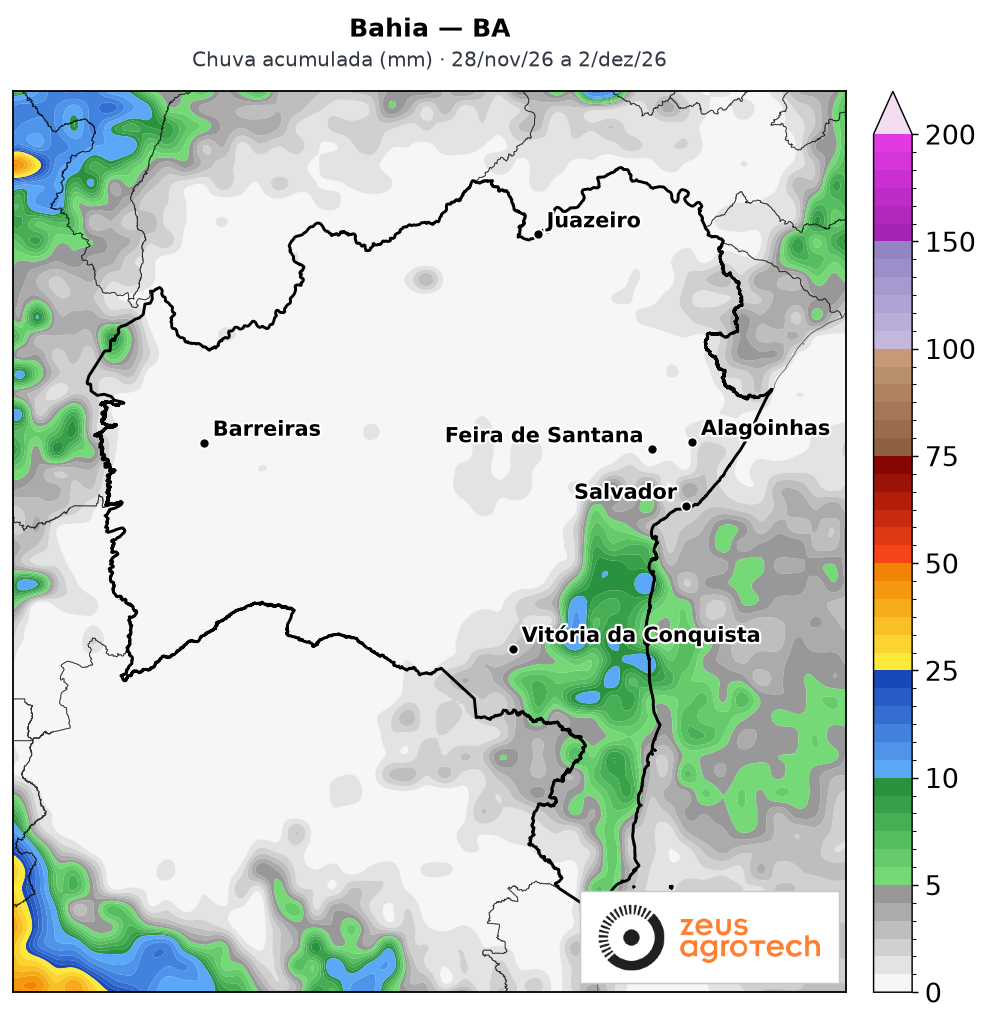 Bahia — BA
Chuva acumulada (mm) · 28/nov/26 a 2/dez/26
Juazeiro
Barreiras
Feira de Santana
Alagoinhas
Salvador
Vitória da Conquista
200
150
100
75
50
25
10
5
0
zeus
agrotech